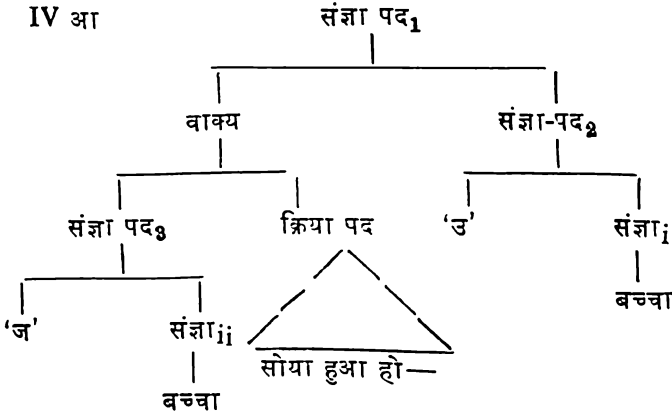 IV आ संज्ञा पद₁
वाक्य संज्ञा-पद₂
संज्ञा पद₃ क्रिया पद ‘उ’ संज्ञाi
बच्चा
‘ज’ संज्ञाii
सोया हुआ हो—
बच्चा